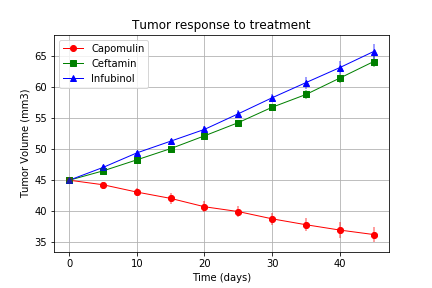 Tumor response to treatment
Capomulin
Ceftamin
Infubinol
65
60
55
50
45
40
35
Tumor Volume (mm3)
0
10
20
30
40
Time (days)